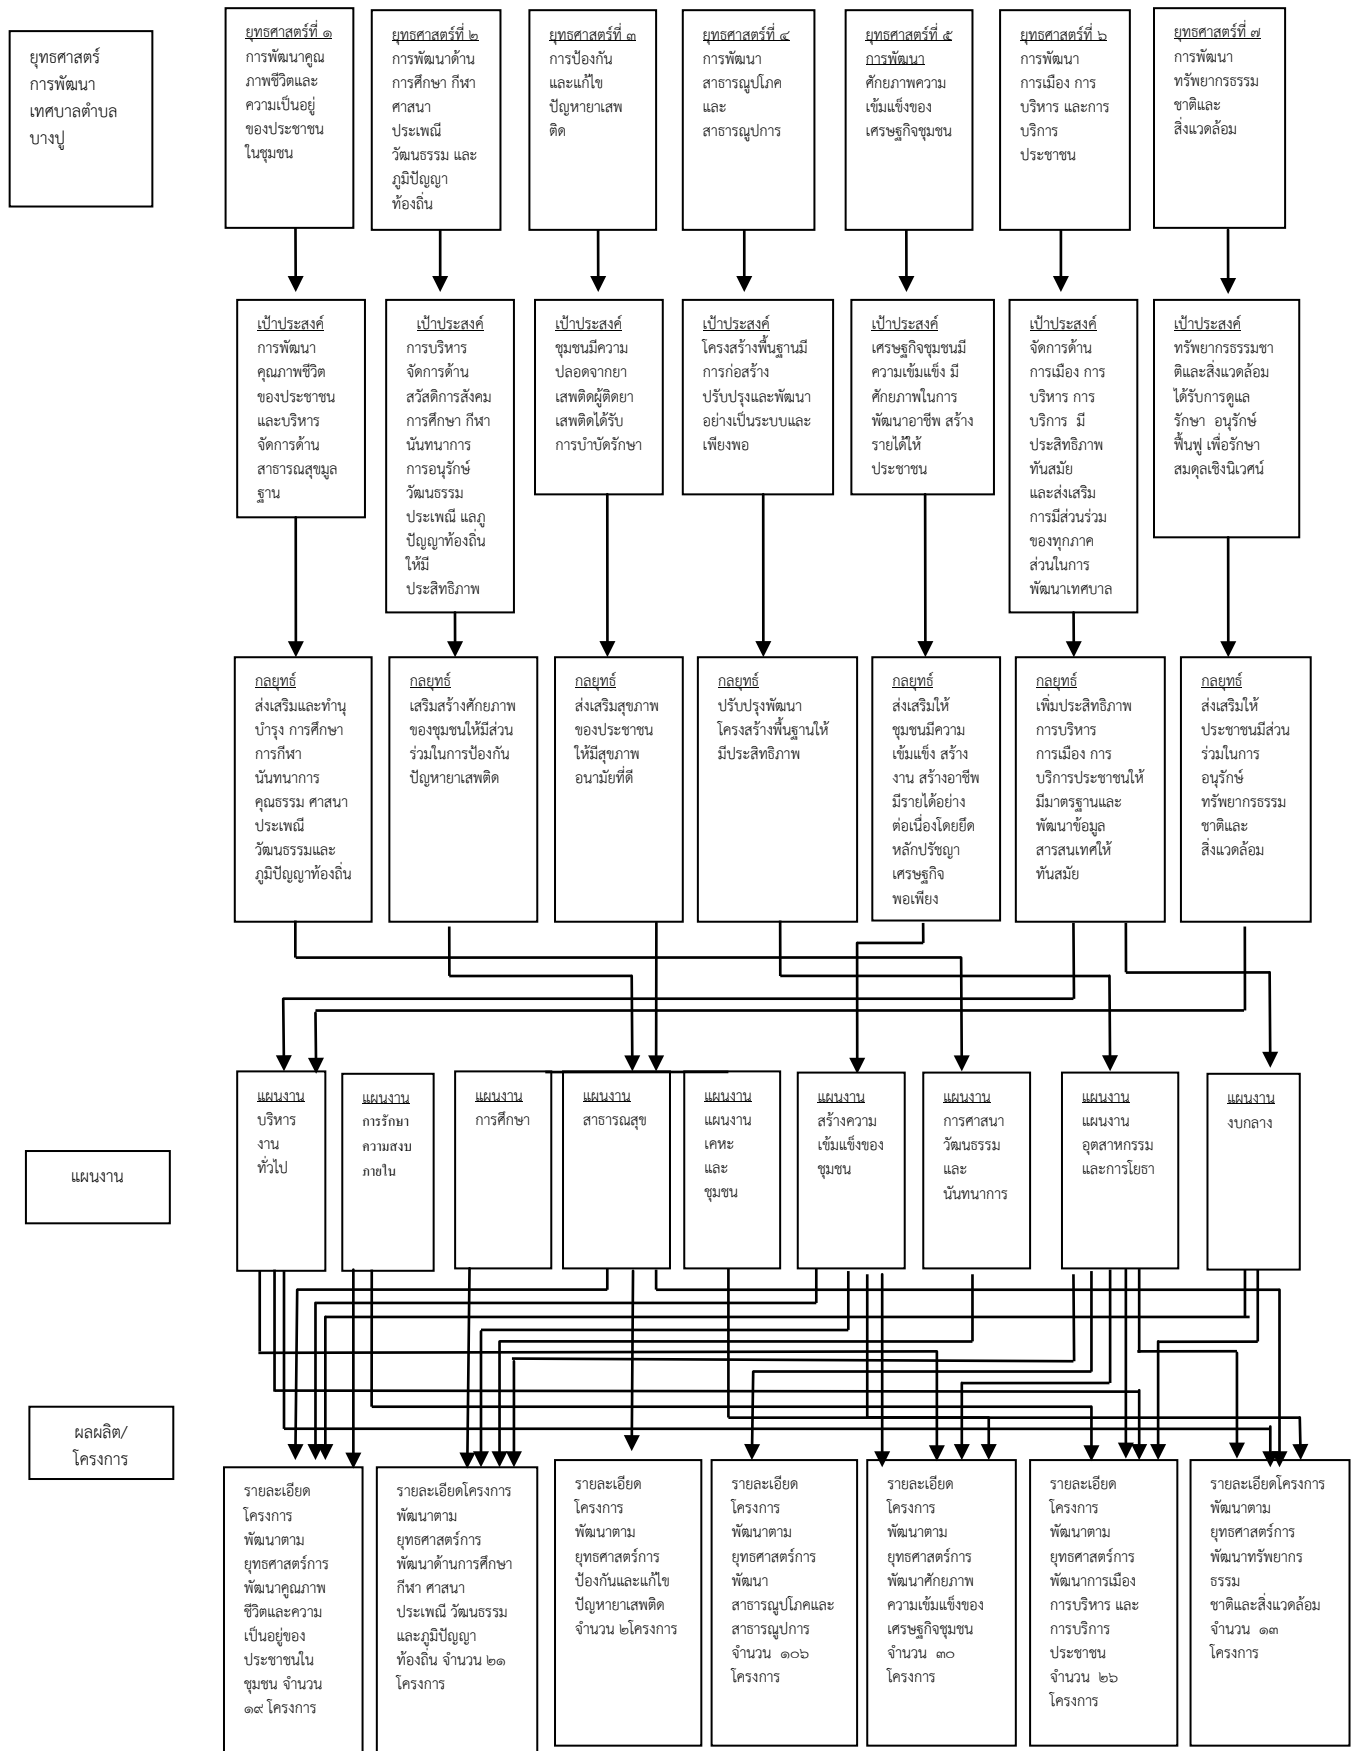 ยุทธศาสตร์
การพัฒนา
เทศบาลตำบล
บางปู
ยุทธศาสตร์ที่ ๑
การพัฒนาคูณ
ภาพชีวิตและ
ความเป็นอยู่
ของประชาชน
ในชุมชน
ยุทธศาสตร์ที่ ๒
การพัฒนาด้าน
การศึกษา กีฬา
ศาสนา
ประเพณี
วัฒนธรรม และ
ภูมิปัญญา
ท้องถิ่น
ยุทธศาสตร์ที่ ๓
การป้องกัน
และแก้ไข
ปัญหายาเสพ
ติด
ยุทธศาสตร์ที่ ๔
การพัฒนา
สาธารณูปโภค
และ
สาธารณูปการ
ยุทธศาสตร์ที่ ๕
การพัฒนา
ศักยภาพความ
เข้มแข็งของ
เศรษฐกิจชุมชน
ยุทธศาสตร์ที่ ๖
การพัฒนา
การเมือง การ
บริหาร และการ
บริการ
ประชาชน
ยุทธศาสตร์ที่ ๗
การพัฒนา
ทรัพยากรธรรม
ชาติและ
สิ่งแวดล้อม
เป้าประสงค์
การพัฒนา
คุณภาพชีวิต
ของประชาชน
และบริหาร
จัดการด้าน
สาธารณสุขมูล
ฐาน
เป้าประสงค์
การบริหาร
จัดการด้าน
สวัสดิการสังคม
การศึกษา กีฬา
นันทนาการ
การอนุรักษ์
วัฒนธรรม
ประเพณี แลภู
ปัญญาท้องถิ่น
ให้มี
ประสิทธิภาพ
เป้าประสงค์
ชุมชนมีความ
ปลอดจากยา
เสพติดผู้ติดยา
เสพติดได้รับ
การบำบัดรักษา
เป้าประสงค์
โครงสร้างพื้นฐานมี
การก่อสร้าง
ปรับปรุงและพัฒนา
อย่างเป็นระบบและ
เพียงพอ
เป้าประสงค์
เศรษฐกิจชุมชนมี
ความเข้มแข็ง มี
ศักยภาพในการ
พัฒนาอาชีพ สร้าง
รายได้ให้
ประชาชน
เป้าประสงค์
จัดการด้าน
การเมือง การ
บริหาร การ
บริการ  มี
ประสิทธิภาพ
ทันสมัย
และส่งเสริม
การมีส่วนร่วม
ของทุกภาค
ส่วนในการ
พัฒนาเทศบาล
เป้าประสงค์
ทรัพยากรธรรมชา
ติและสิ่งแวดล้อม
ได้รับการดูแล
รักษา  อนุรักษ์
ฟื้นฟู เพื่อรักษา
สมดุลเชิงนิเวศน์
กลยุทธ์
ส่งเสริมและทำนุ
บำรุง การศึกษา
การกีฬา
นันทนาการ
คุณธรรม ศาสนา
ประเพณี
วัฒนธรรมและ
ภูมิปัญญาท้องถิ่น
กลยุทธ์
เสริมสร้างศักยภาพ
ของชุมชนให้มีส่วน
ร่วมในการป้องกัน
ปัญหายาเสพติด
กลยุทธ์
ส่งเสริมสุขภาพ
ของประชาชน
ให้มีสุขภาพ
อนามัยที่ดี
กลยุทธ์
ปรับปรุงพัฒนา
โครงสร้างพื้นฐานให้
มีประสิทธิภาพ
กลยุทธ์
ส่งเสริมให้
ชุมชนมีความ
เข้มแข็ง สร้าง
งาน สร้างอาชีพ
มีรายได้อย่าง
ต่อเนื่องโดยยึด
หลักปรัชญา
เศรษฐกิจ
พอเพียง
กลยุทธ์
เพิ่มประสิทธิภาพ
การบริหาร
การเมือง การ
บริการประชาชนให้
มีมาตรฐานและ
พัฒนาข้อมูล
สารสนเทศให้
ทันสมัย
กลยุทธ์
ส่งเสริมให้
ประชาชนมีส่วน
ร่วมในการ
อนุรักษ์
ทรัพยากรธรรม
ชาติและ
สิ่งแวดล้อม
แผนงาน
แผนงาน
บริหาร
งาน
ทั่วไป
แผนงาน
การรักษา
ความสงบ
ภายใน
แผนงาน
การศึกษา
แผนงาน
สาธารณสุข
แผนงาน
แผนงาน
เคหะ
และ
ชุมชน
แผนงาน
สร้างความ
เข้มแข็งของ
ชุมชน
แผนงาน
การศาสนา
วัฒนธรรม
และ
นันทนาการ
แผนงาน
แผนงาน
อุตสาหกรรม
และการโยธา
แผนงาน
งบกลาง
ผลผลิต/
โครงการ
รายละเอียด
โครงการ
พัฒนาตาม
ยุทธศาสตร์การ
พัฒนาคูณภาพ
ชีวิตและความ
เป็นอยู่ของ
ประชาชนใน
ชุมชน จำนวน
๑๙ โครงการ
รายละเอียดโครงการ
พัฒนาตาม
ยุทธศาสตร์การ
พัฒนาด้านการศึกษา
กีฬา ศาสนา
ประเพณี วัฒนธรรม
และภูมิปัญญา
ท้องถิ่น จำนวน ๒๑
โครงการ
รายละเอียด
โครงการ
พัฒนาตาม
ยุทธศาสตร์การ
ป้องกันและแก้ไข
ปัญหายาเสพติด
จำนวน ๒โครงการ
รายละเอียด
โครงการ
พัฒนาตาม
ยุทธศาสตร์การ
พัฒนา
สาธารณูปโภคและ
สาธารณูปการ
จำนวน  ๑๐๖
โครงการ
รายละเอียด
โครงการ
พัฒนาตาม
ยุทธศาสตร์การ
พัฒนาศักยภาพ
ความเข้มแข็งของ
เศรษฐกิจชุมชน
จำนวน  ๓๐
โครงการ
รายละเอียด
โครงการ
พัฒนาตาม
ยุทธศาสตร์การ
พัฒนาการเมือง
การบริหาร และ
การบริการ
ประชาชน
จำนวน  ๒๖
โครงการ
รายละเอียดโครงการ
พัฒนาตาม
ยุทธศาสตร์การ
พัฒนาทรัพยากร
ธรรม
ชาติและสิ่งแวดล้อม
จำนวน  ๑๓
โครงการ